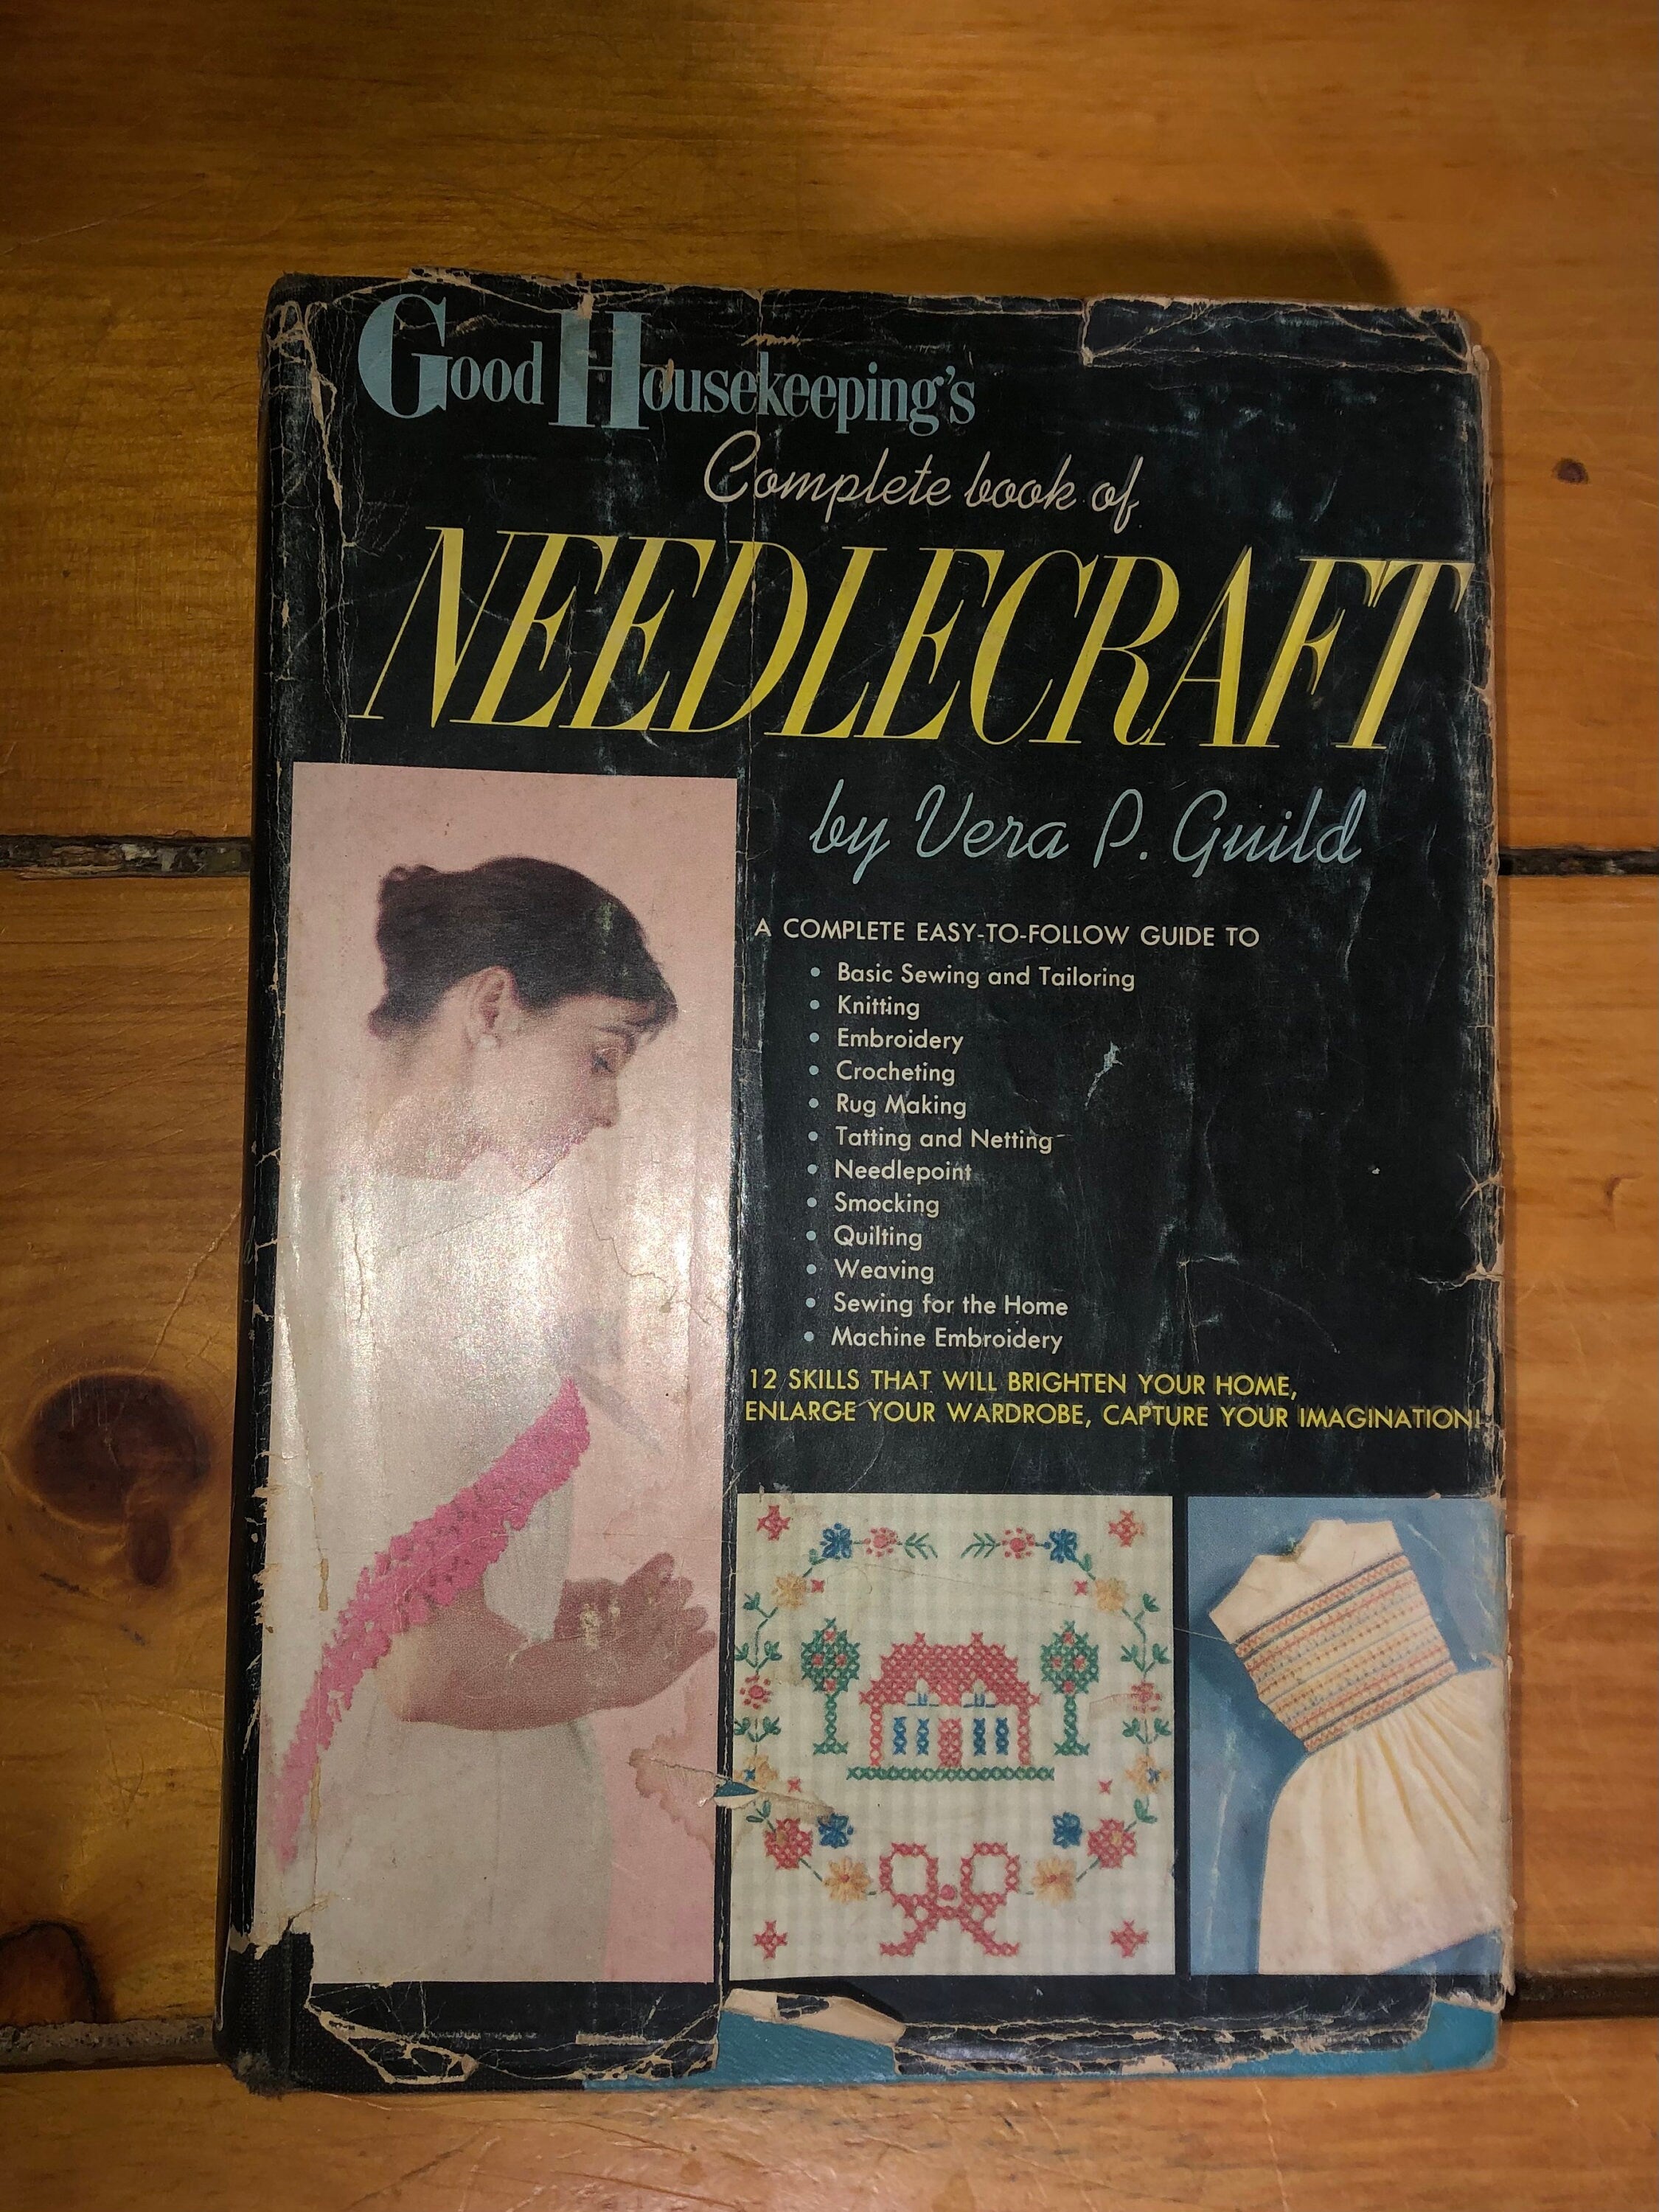 Good Housekeeping's
Complete book of
NEEDLECRAFT
by Vera P. Guild
A COMPLETE EASY-TO-FOLLOW GUIDE TO
• Basic Sewing and Tailoring
• Knitting
• Embroidery
• Crocheting
• Rug Making
• Tatting and Netting
• Needlepoint
• Smocking
• Quilting
• Weaving
• Sewing for the Home
• Machine Embroidery
12 SKILLS THAT WILL BRIGHTEN YOUR HOME,
ENLARGE YOUR WARDROBE, CAPTURE YOUR IMAGINATION!